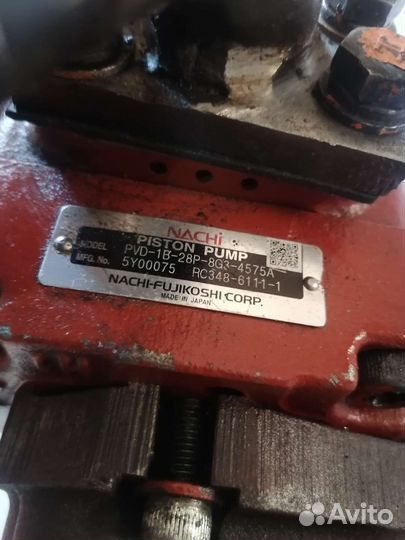 NACHI
PISTON PUMP
MODEL PVD-1B-28P-8G3-4575A
MFG. No. 5Y00075 RC348-6111-1
NACHI-FUJIKOSHI CORP.
MADE IN JAPAN
Avito